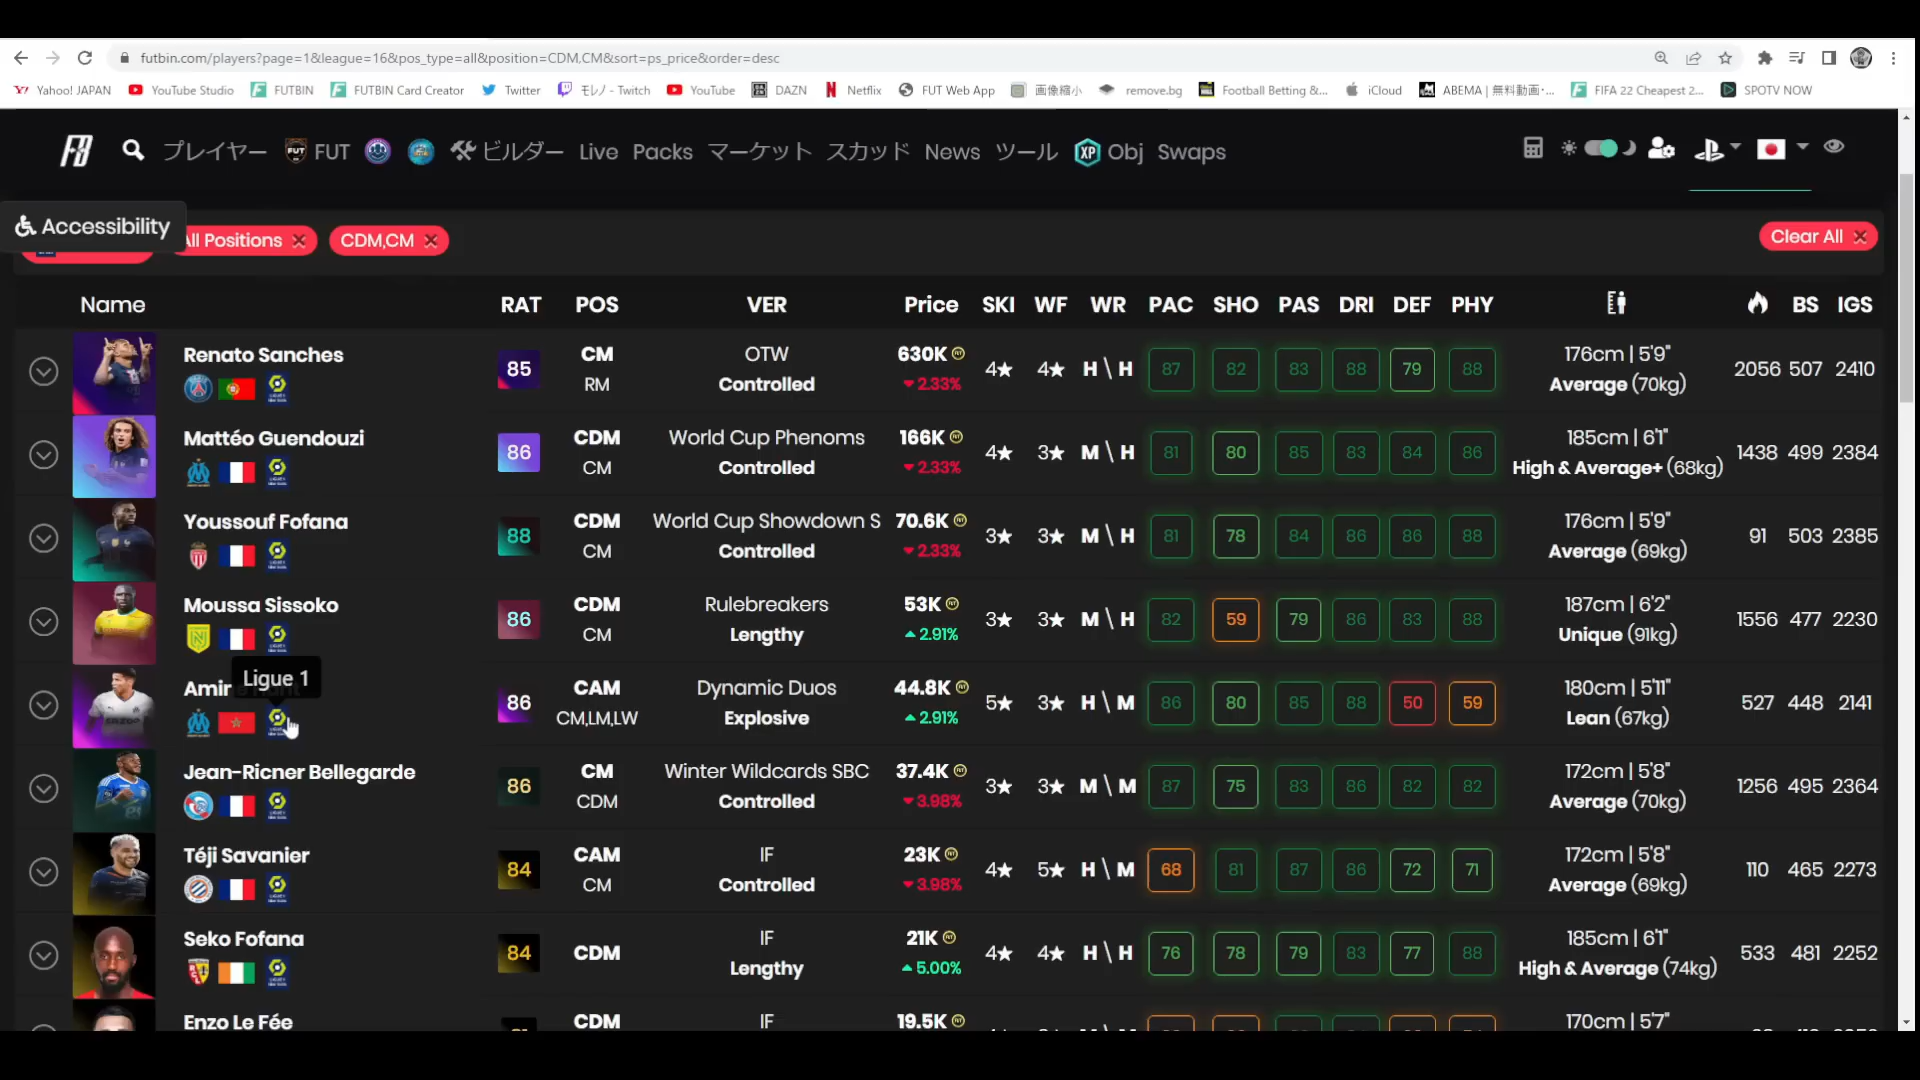 futbin.com/players?page=1&league=16&pos_type=all&position=CDM,CM&sort=ps_price&order=desc
Yahoo! JAPAN YouTube Studio FUTBIN FUTBIN Card Creator Twitter モレノ - Twitch YouTube DAZN Netflix FUT Web App 画像縮小 remove.bg Football Betting &... iCloud ABEMA | 無料動画・... FIFA 22 Cheapest 2... SPOTV NOW
プレイヤー FUT ビルダー Live Packs マーケット スカッド News ツール XP Obj Swaps
Accessibility
All Positions CDM,CM Clear All
Name RAT POS VER Price SKI WF WR PAC SHO PAS DRI DEF PHY BS IGS
Renato Sanches 85 CM OTW 630K 4★ 4★ H \ H 87 82 83 88 79 88 176cm | 5'9" 2056 507 2410
RM Controlled 2.33% Average (70kg)
Mattéo Guendouzi 86 CDM World Cup Phenoms 166K 4★ 3★ M \ H 81 80 85 83 84 86 185cm | 6'1" 1438 499 2384
CM Controlled 2.33% High & Average+ (68kg)
Youssouf Fofana 88 CDM World Cup Showdown S 70.6K 3★ 3★ M \ H 81 78 84 86 86 88 176cm | 5'9" 91 503 2385
CM Controlled 2.33% Average (69kg)
Moussa Sissoko 86 CDM Rulebreakers 53K 3★ 3★ M \ H 82 59 79 86 83 88 187cm | 6'2" 1556 477 2230
CM Lengthy 2.91% Unique (91kg)
Ligue 1
Amin 86 CAM Dynamic Duos 44.8K 5★ 3★ H \ M 86 80 85 88 50 59 180cm | 5'11" 527 448 2141
CM,LM,LW Explosive 2.91% Lean (67kg)
Jean-Ricner Bellegarde 86 CM Winter Wildcards SBC 37.4K 3★ 3★ M \ M 87 75 83 86 82 82 172cm | 5'8" 1256 495 2364
CDM Controlled 3.98% Average (70kg)
Téji Savanier 84 CAM IF 23K 4★ 5★ H \ M 68 81 87 86 72 71 172cm | 5'8" 110 465 2273
CM Controlled 3.98% Average (69kg)
Seko Fofana 84 CDM IF 21K 4★ 4★ H \ H 76 78 79 83 77 88 185cm | 6'1" 533 481 2252
Lengthy 5.00% High & Average (74kg)
Enzo Le Fée CDM IF 19.5K 170cm | 5'7"